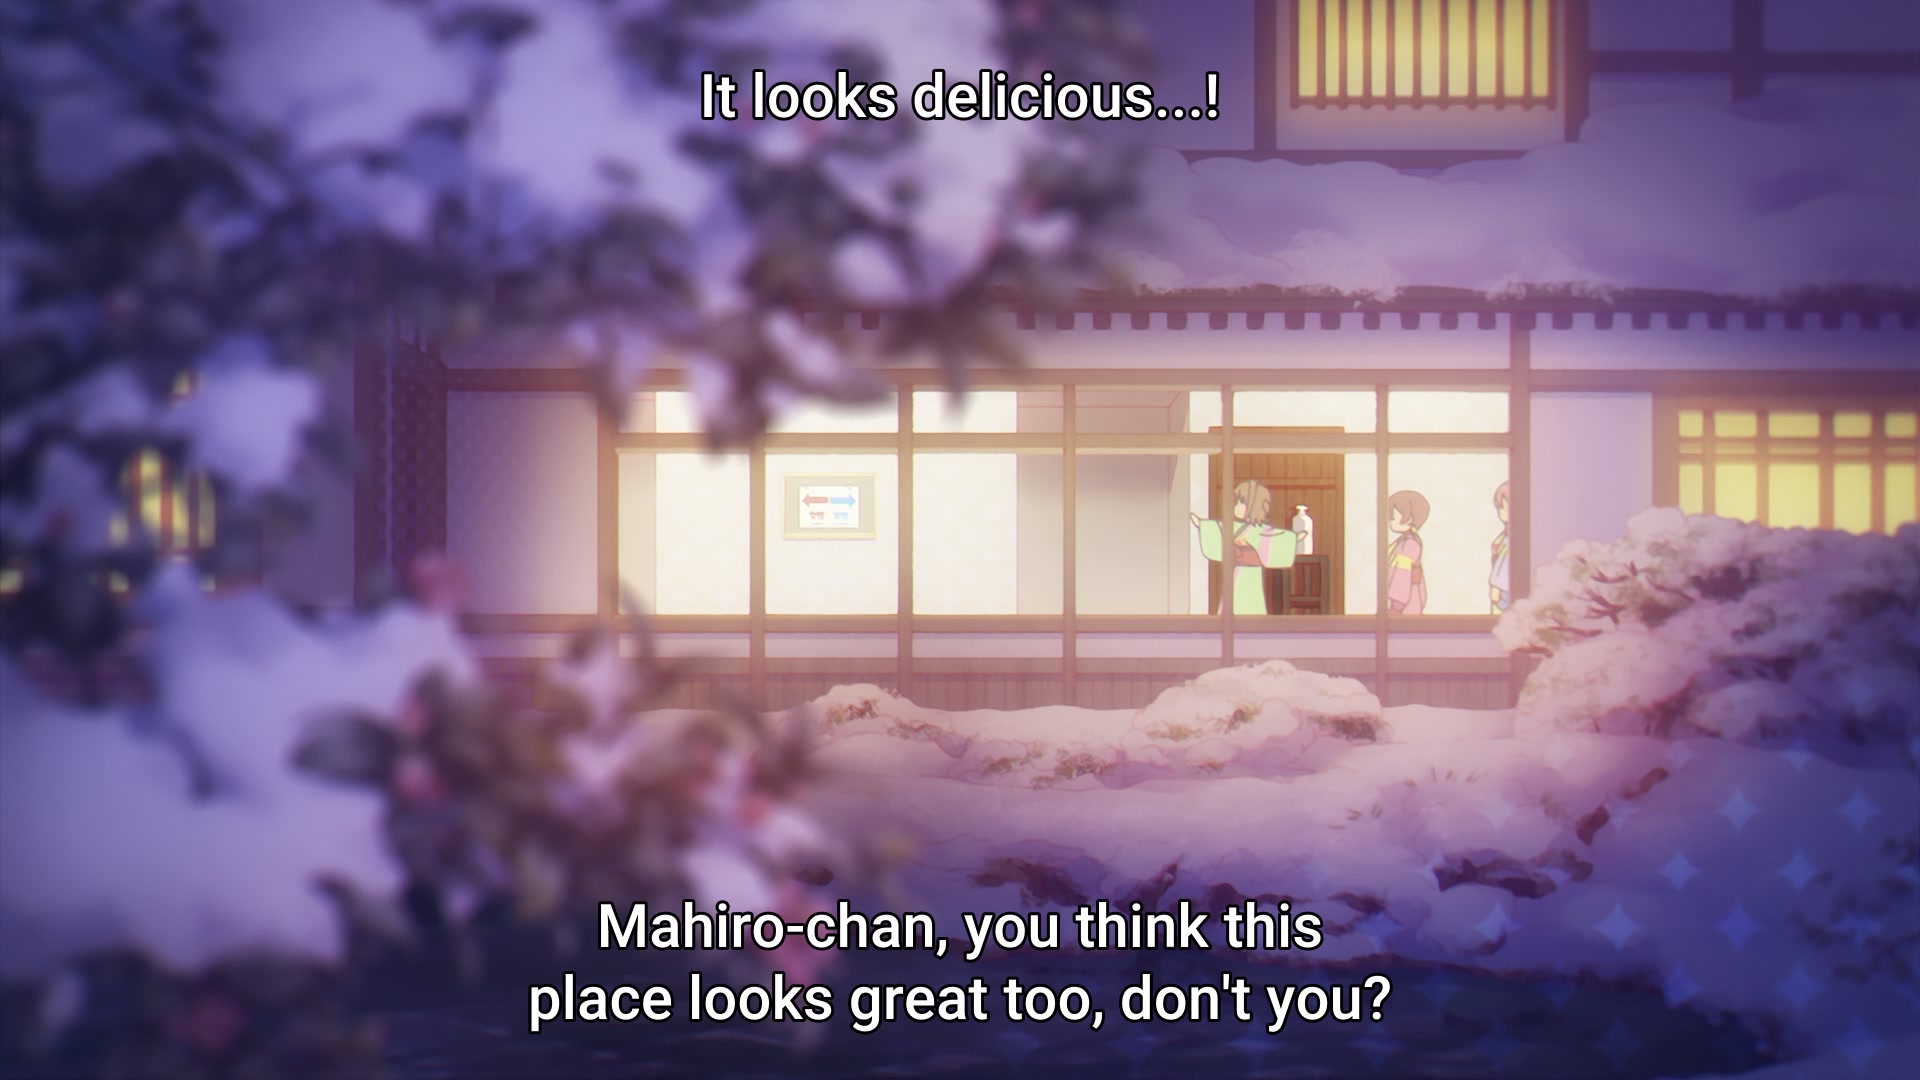 It looks delicious...!
Mahiro-chan, you think this
place looks great too, don't you?